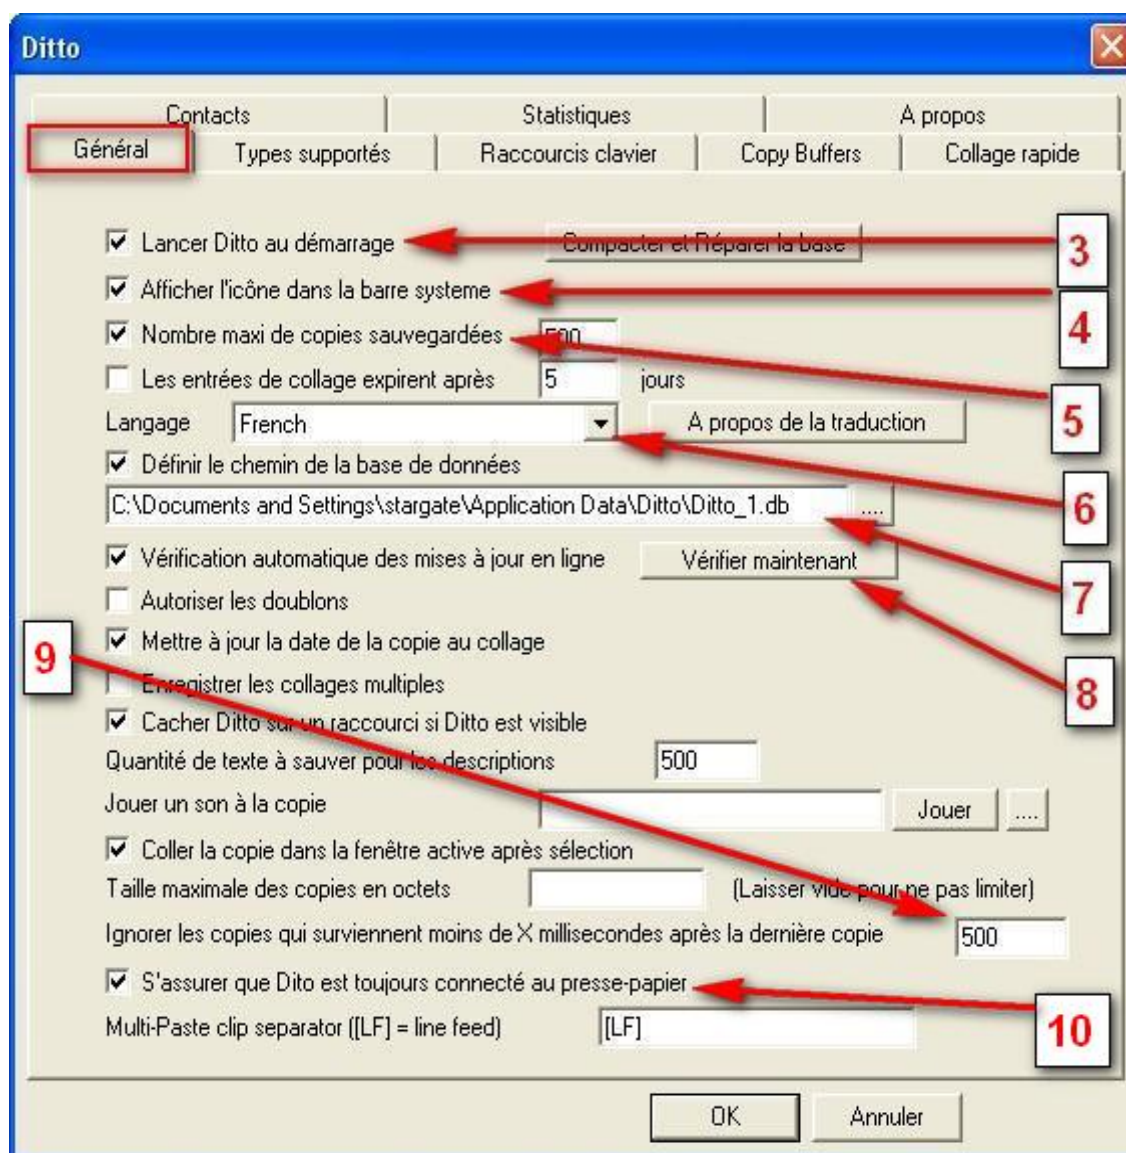 Ditto
Contacts Statistiques A propos
Général Types supportés Raccourcis clavier Copy Buffers Collage rapide
Lancer Ditto au démarrage Compacter et Réparer la base 3
Afficher l'icône dans la barre systeme 4
Nombre maxi de copies sauvegardées 500
Les entrées de collage expirent après 5 jours 5
Langage French A propos de la traduction
Définir le chemin de la base de données
C:\Documents and Settings\stargate\Application Data\Ditto\Ditto_1.db .... 6
Vérification automatique des mises à jour en ligne Vérifier maintenant
Autoriser les doublons 7
Mettre à jour la date de la copie au collage
9 Enregistrer les collages multiples 8
Cacher Ditto sur un raccourci si Ditto est visible
Quantité de texte à sauver pour les descriptions 500
Jouer un son à la copie Jouer ....
Coller la copie dans la fenêtre active après sélection
Taille maximale des copies en octets (Laisser vide pour ne pas limiter)
Ignorer les copies qui surviennent moins de X millisecondes après la dernière copie 500
S'assurer que Dito est toujours connecté au presse-papier
Multi-Paste clip separator ([LF] = line feed) [LF] 10
OK Annuler